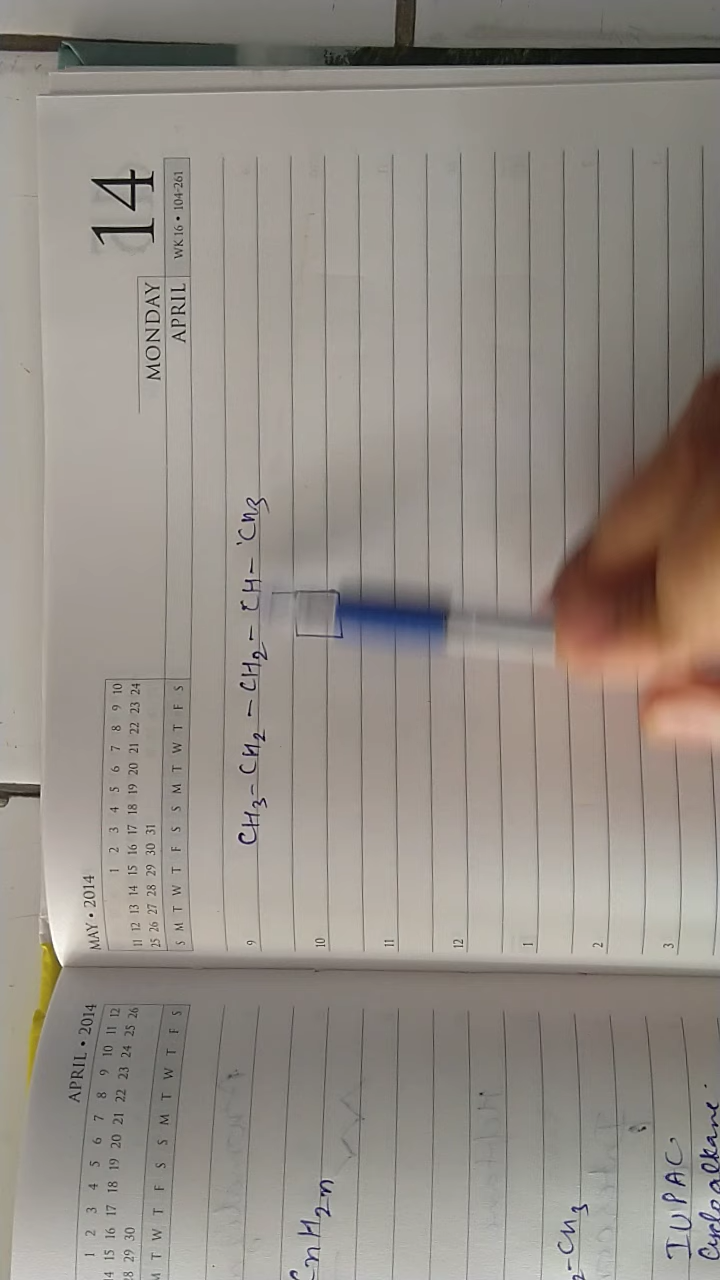 14
MONDAY
APRIL
WK 16 • 104-261
MAY • 2014
1 2 3 4 5 6 7 8 9 10
11 12 13 14 15 16 17 18 19 20 21 22 23 24
25 26 27 28 29 30 31
S M T W T F S S M T W T F S
9
CH3-CH2-CH2-CH-CH3
10
11
12
1
2
3
APRIL • 2014
1 2 3 4 5 6 7 8 9 10 11 12
14 15 16 17 18 19 20 21 22 23 24 25 26
28 29 30
M T W T F S S M T W T F S
CnH2n
2-CH3
IUPAC
Cycloalkane.